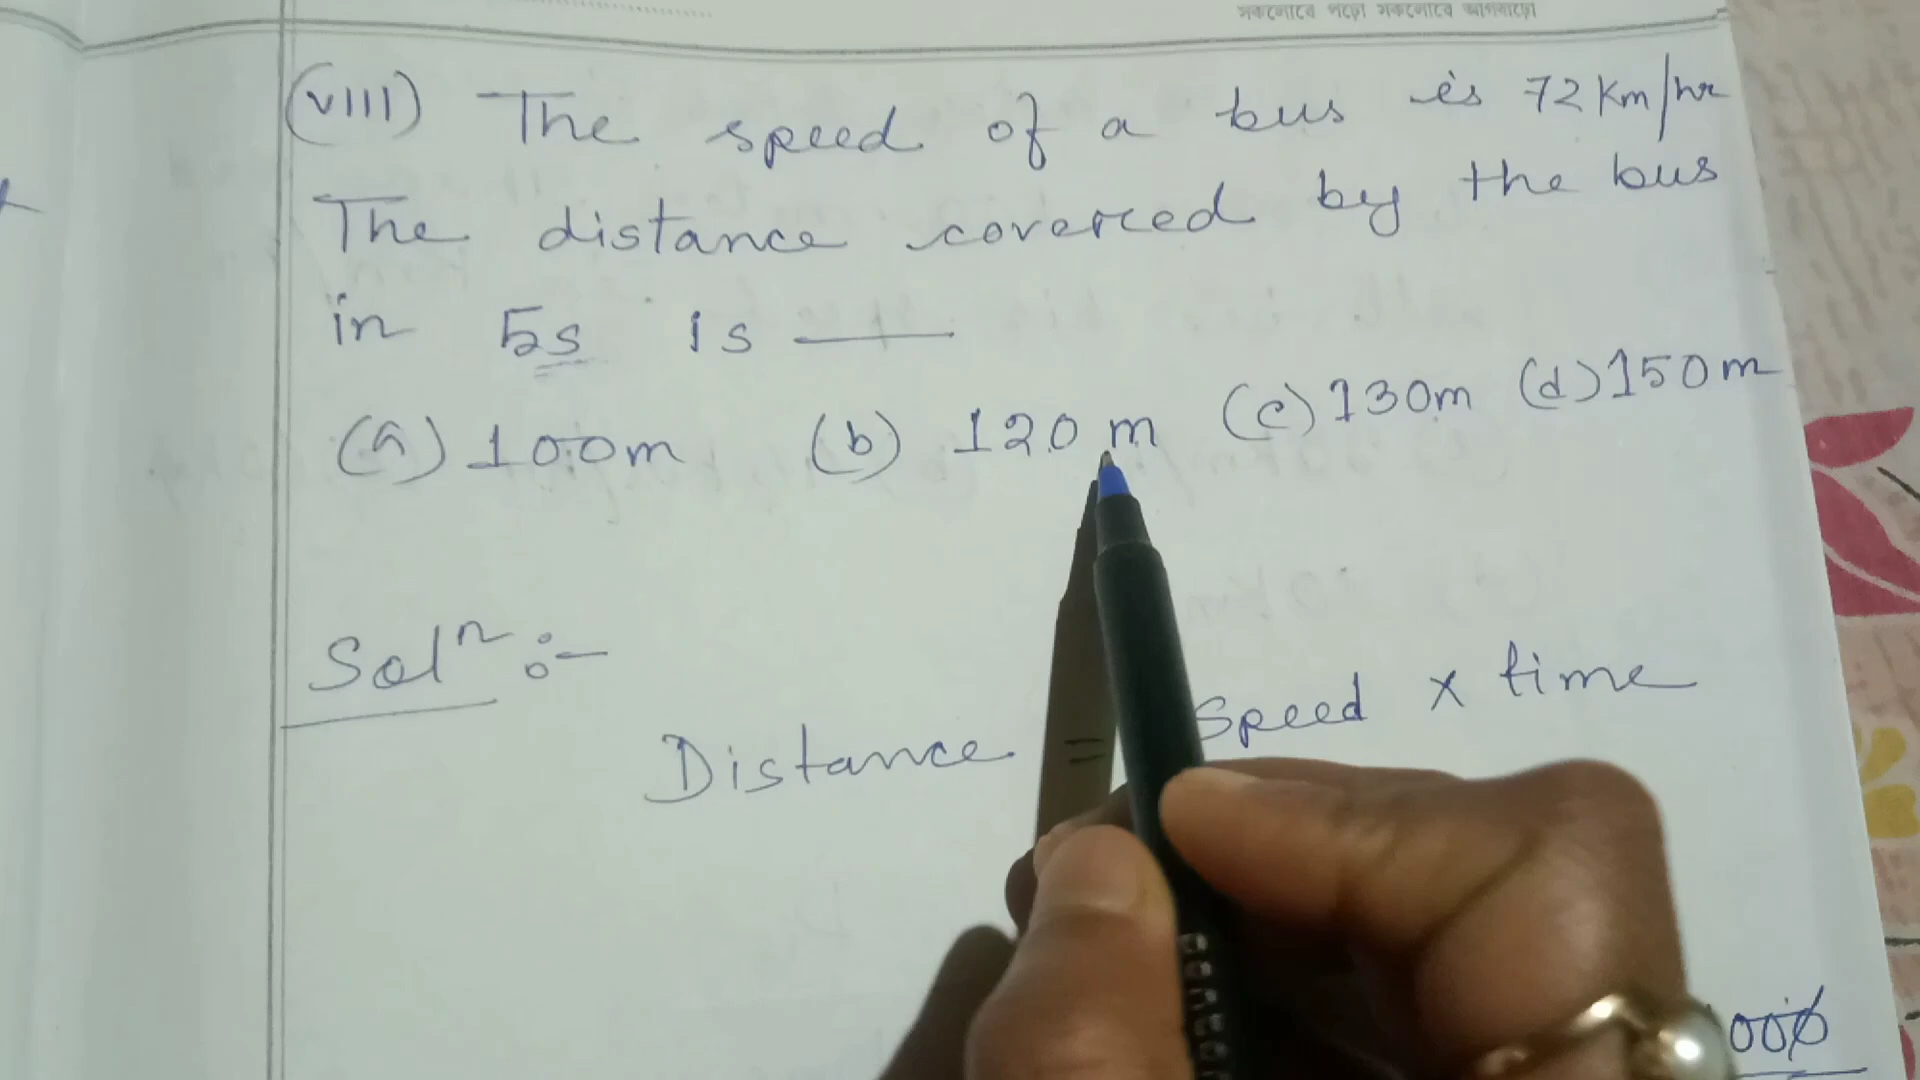 (viii) The speed of a bus is 72 km/hr
The distance covered by the bus
in 5s is ——
(a) 100m (b) 120 m (c) 130m (d) 150m
Solⁿ :-
Distance = Speed x time
000